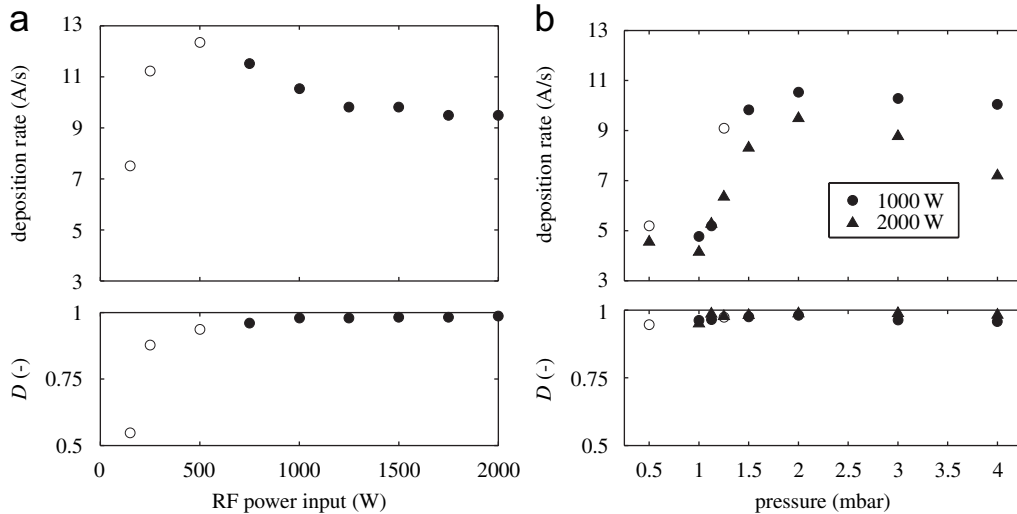 a
13
11
9
7
5
3
deposition rate (A/s)
1
0.75
0.5
D (-)
0 500 1000 1500 2000
RF power input (W)
b
13
11
9
7
5
3
deposition rate (A/s)
1000 W
2000 W
1
0.75
0.5
D (-)
0.5 1 1.5 2 2.5 3 3.5 4
pressure (mbar)